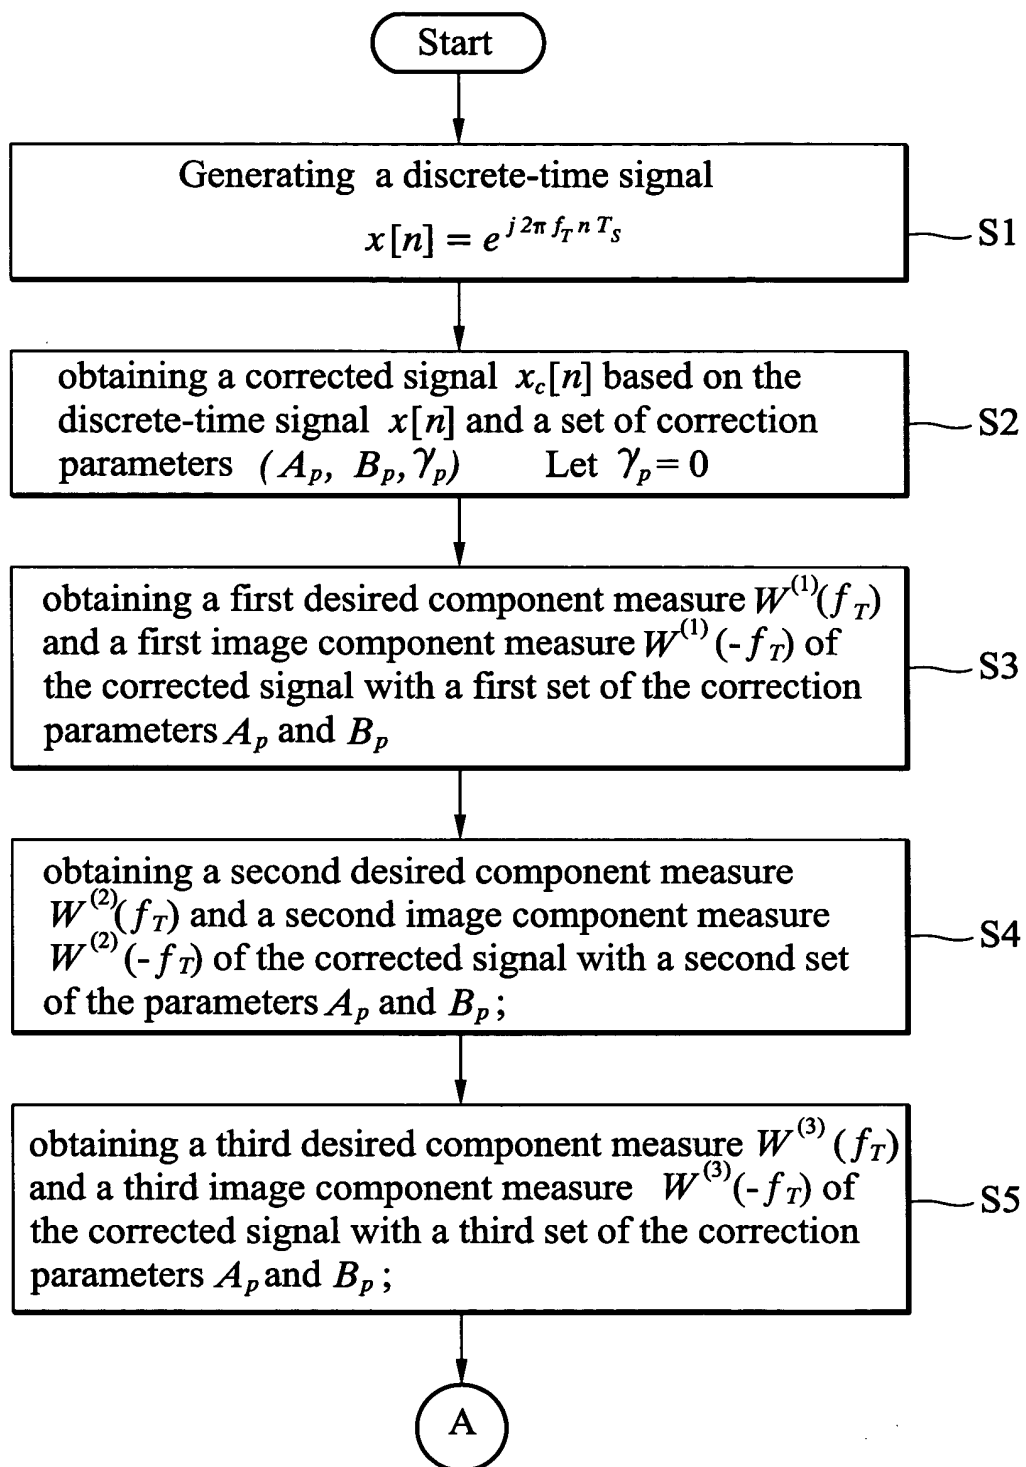 Start
Generating a discrete-time signal
x[n] = e^{j 2π f_T n T_S}
S1
obtaining a corrected signal x_c[n] based on the
discrete-time signal x[n] and a set of correction
parameters (A_p, B_p, γ_p) Let γ_p = 0
S2
obtaining a first desired component measure W^{(1)}(f_T)
and a first image component measure W^{(1)}(-f_T) of
the corrected signal with a first set of the correction
parameters A_p and B_p
S3
obtaining a second desired component measure
W^{(2)}(f_T) and a second image component measure
W^{(2)}(-f_T) of the corrected signal with a second set
of the parameters A_p and B_p;
S4
obtaining a third desired component measure W^{(3)}(f_T)
and a third image component measure W^{(3)}(-f_T) of
the corrected signal with a third set of the correction
parameters A_p and B_p;
S5
A